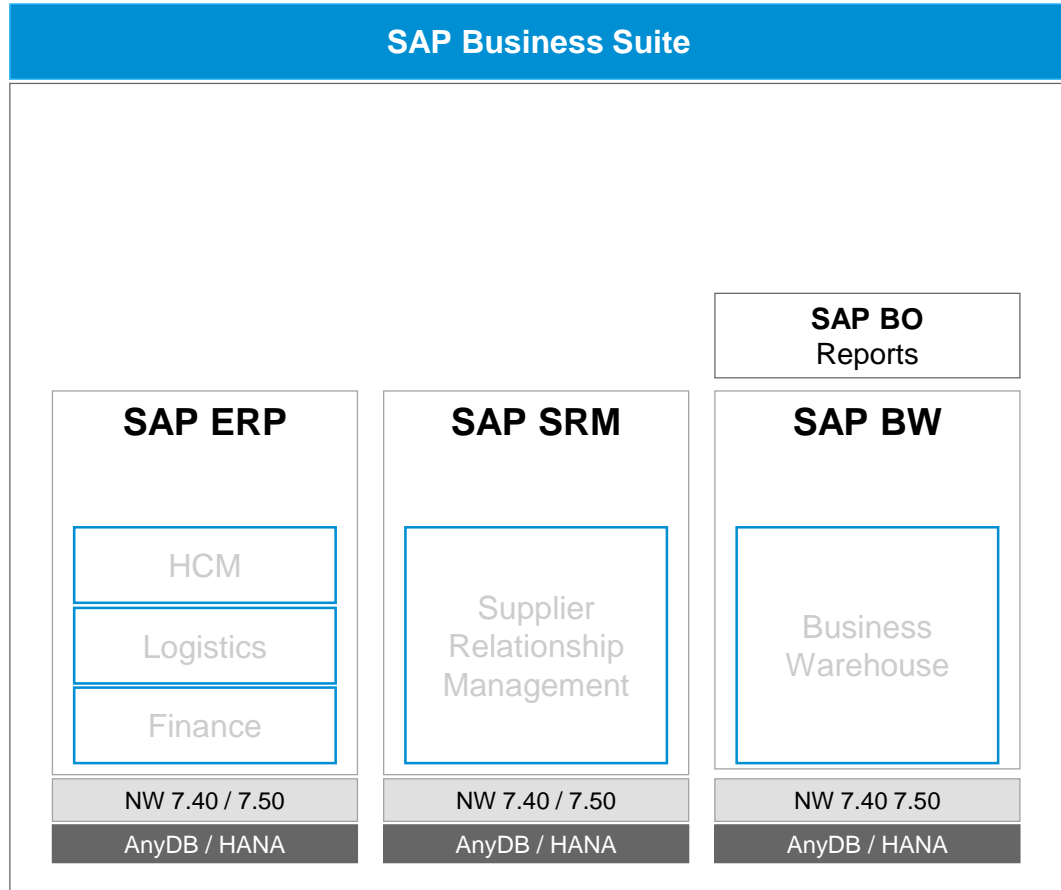 SAP Business Suite
SAP BO
Reports
SAP ERP
SAP SRM
SAP BW
HCM
Logistics
Finance
Supplier
Relationship
Management
Business
Warehouse
NW 7.40 / 7.50
NW 7.40 / 7.50
NW 7.40 7.50
AnyDB / HANA
AnyDB / HANA
AnyDB / HANA